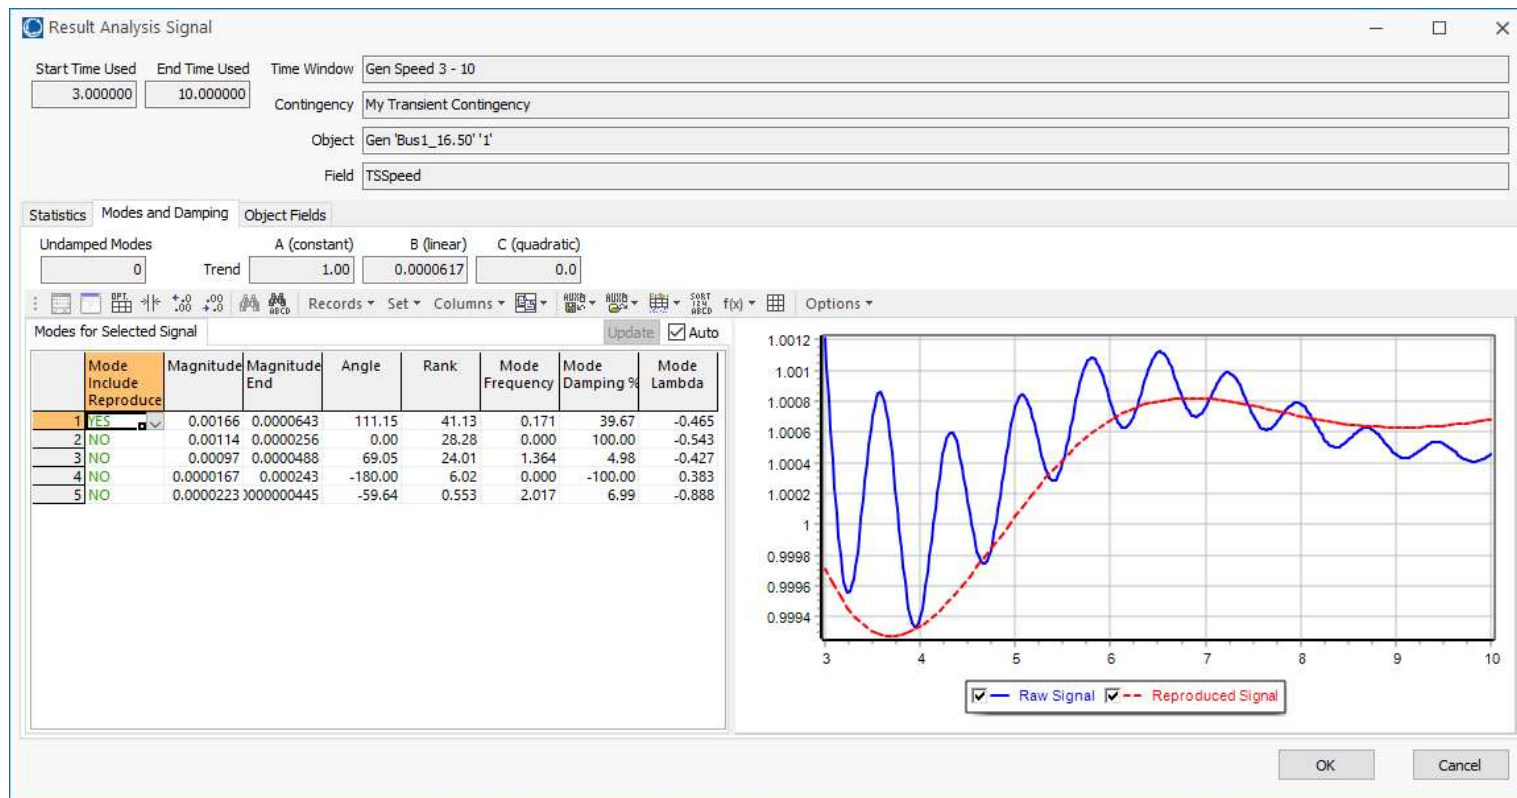 Result Analysis Signal
Start Time Used End Time Used Time Window Gen Speed 3 - 10
3.000000 10.000000
Contingency My Transient Contingency
Object Gen 'Bus1_16.50' '1'
Field TSSpeed
Statistics Modes and Damping Object Fields
Undamped Modes A (constant) B (linear) C (quadratic)
0 Trend 1.00 0.0000617 0.0
Records Set Columns f(x) Options
Modes for Selected Signal Update Auto
Mode Include Reproduce Magnitude Magnitude End Angle Rank Mode Frequency Mode Damping % Mode Lambda
1 YES 0.00166 0.0000643 111.15 41.13 0.171 39.67 -0.465
2 NO 0.00114 0.0000256 0.00 28.28 0.000 100.00 -0.543
3 NO 0.00097 0.0000488 69.05 24.01 1.364 4.98 -0.427
4 NO 0.0000167 0.000243 -180.00 6.02 0.000 -100.00 0.383
5 NO 0.0000223 0000000445 -59.64 0.553 2.017 6.99 -0.888
1.0012
1.001
1.0008
1.0006
1.0004
1.0002
1
0.9998
0.9996
0.9994
3 4 5 6 7 8 9 10
Raw Signal Reproduced Signal
OK Cancel